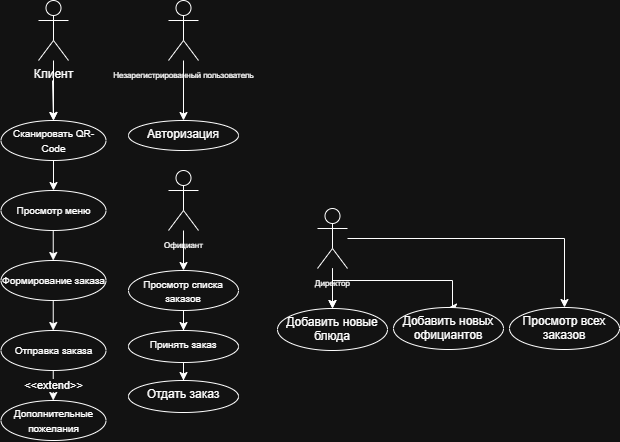 Клиент
Сканировать QR-
Code
Просмотр меню
Формирование заказа
Отправка заказа
<<extend>>
Дополнительные
пожелания
Незарегистрированный пользователь
Авторизация
Официант
Просмотр списка
заказов
Принять заказ
Отдать заказ
Директор
Добавить новые
блюда
Добавить новых
официантов
Просмотр всех
заказов